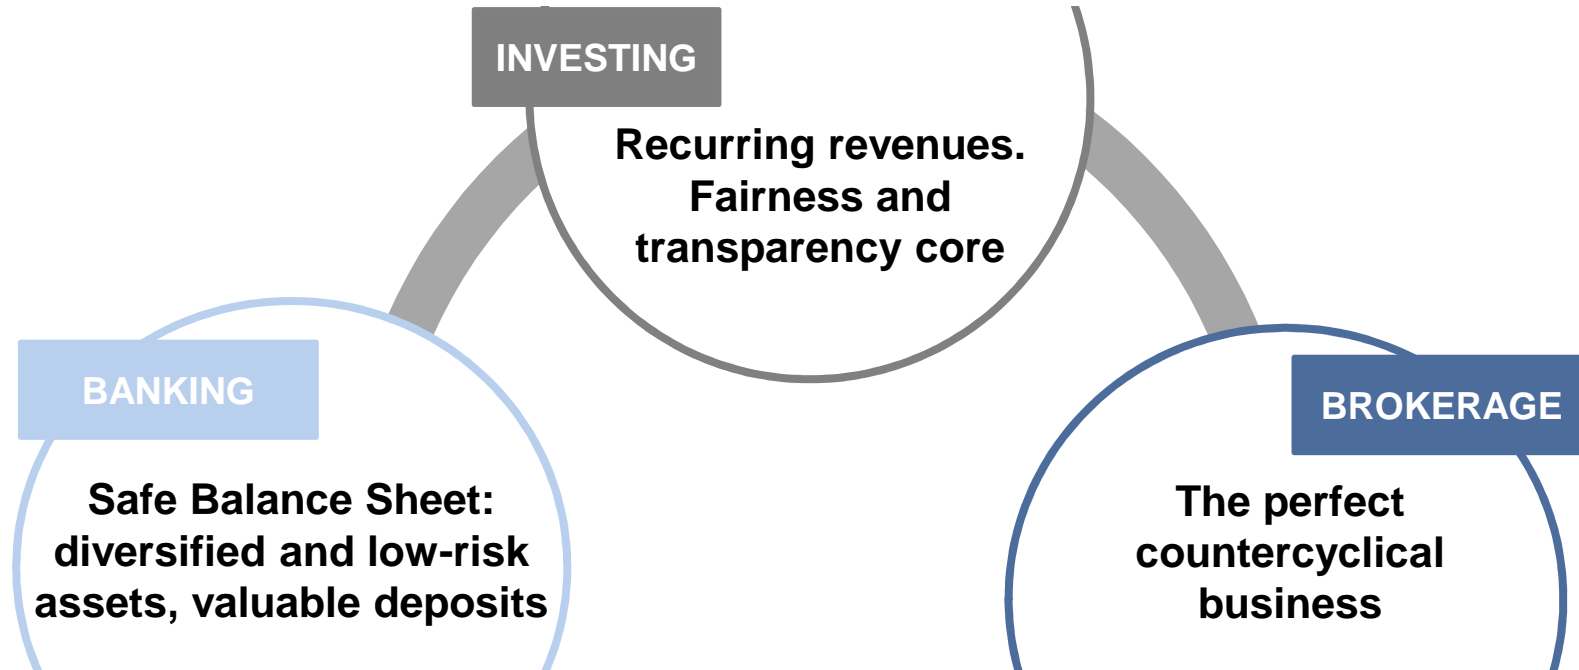 INVESTING
Recurring revenues.
Fairness and
transparency core
BANKING
Safe Balance Sheet:
diversified and low-risk
assets, valuable deposits
BROKERAGE
The perfect
countercyclical
business